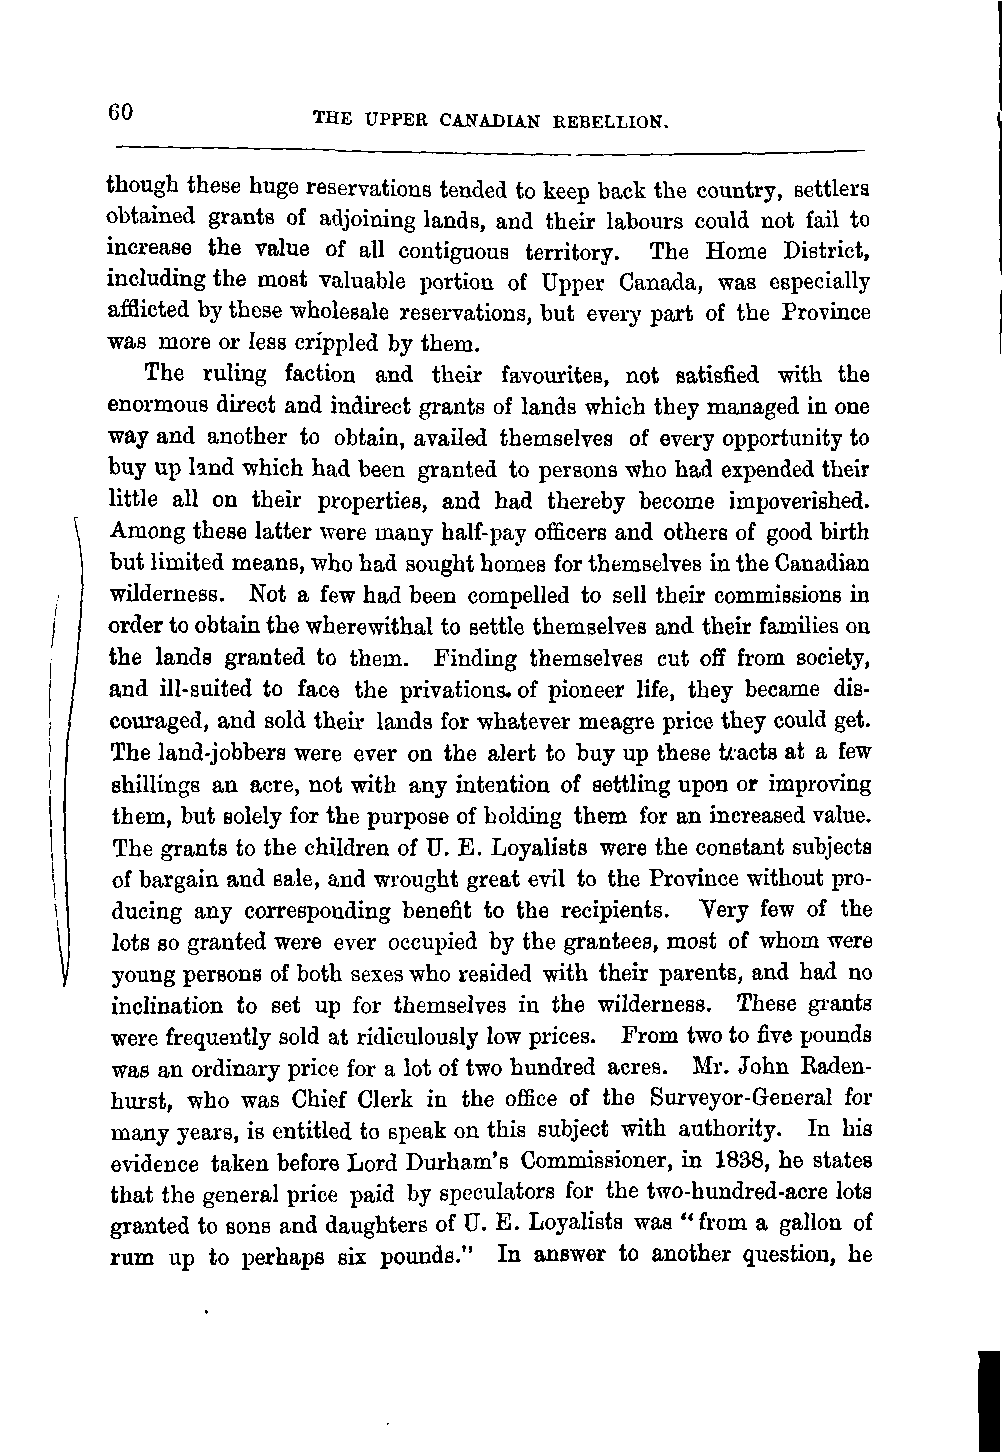 60
THE UPPER CANADIAN REBELLION.
though these huge reservations tended to keep back the country, settlers
obtained grants of adjoining lands, and their labours could not fail to
increase the value of all contiguous territory. The Home District,
including the most valuable portion of Upper Canada, was especially
afflicted by these wholesale reservations, but every part of the Province
was more or less crippled by them.
The ruling faction and their favourites, not satisfied with the
enormous direct and indirect grants of lands which they managed in one
way and another to obtain, availed themselves of every opportunity to
buy up land which had been granted to persons who had expended their
little all on their properties, and had thereby become impoverished.
Among these latter were many half-pay officers and others of good birth
but limited means, who had sought homes for themselves in the Canadian
wilderness. Not a few had been compelled to sell their commissions in
order to obtain the wherewithal to settle themselves and their families on
the lands granted to them. Finding themselves cut off from society,
and ill-suited to face the privations of pioneer life, they became dis-
couraged, and sold their lands for whatever meagre price they could get.
The land-jobbers were ever on the alert to buy up these tracts at a few
shillings an acre, not with any intention of settling upon or improving
them, but solely for the purpose of holding them for an increased value.
The grants to the children of U. E. Loyalists were the constant subjects
of bargain and sale, and wrought great evil to the Province without pro-
ducing any corresponding benefit to the recipients. Very few of the
lots so granted were ever occupied by the grantees, most of whom were
young persons of both sexes who resided with their parents, and had no
inclination to set up for themselves in the wilderness. These grants
were frequently sold at ridiculously low prices. From two to five pounds
was an ordinary price for a lot of two hundred acres. Mr. John Raden-
hurst, who was Chief Clerk in the office of the Surveyor-General for
many years, is entitled to speak on this subject with authority. In his
evidence taken before Lord Durham's Commissioner, in 1838, he states
that the general price paid by speculators for the two-hundred-acre lots
granted to sons and daughters of U. E. Loyalists was "from a gallon of
rum up to perhaps six pounds." In answer to another question, he